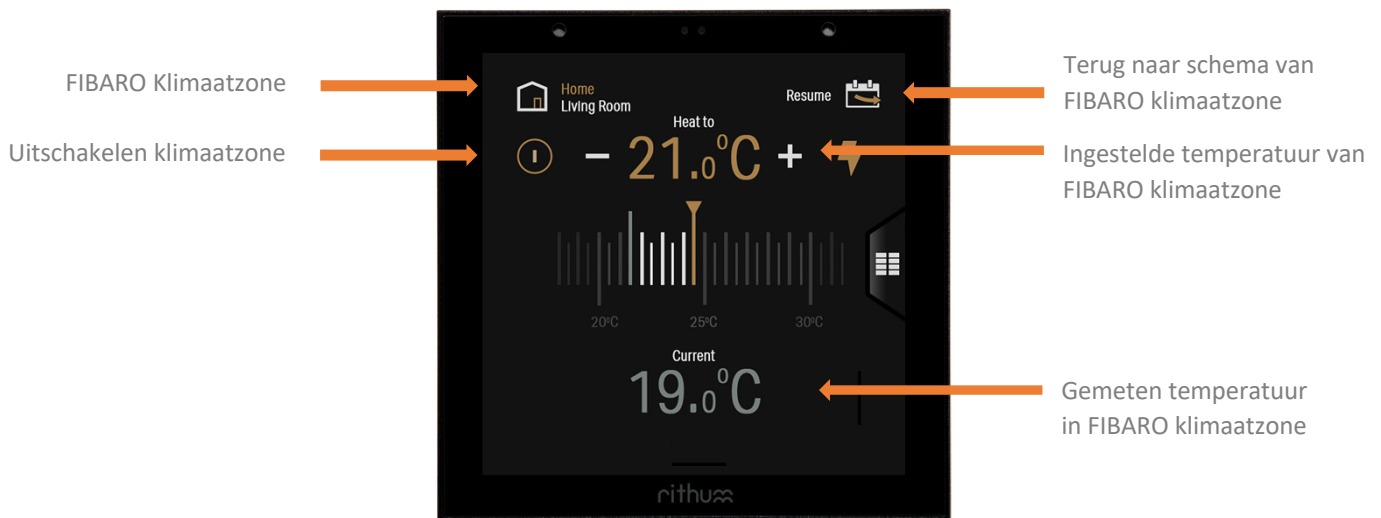 FIBARO Klimaatzone
Uitschakelen klimaatzone
Home
Living Room
Resume
Heat to
21.0°C
20°C
25°C
30°C
Current
19.0°C
rithum
Terug naar schema van
FIBARO klimaatzone
Ingestelde temperatuur van
FIBARO klimaatzone
Gemeten temperatuur
in FIBARO klimaatzone